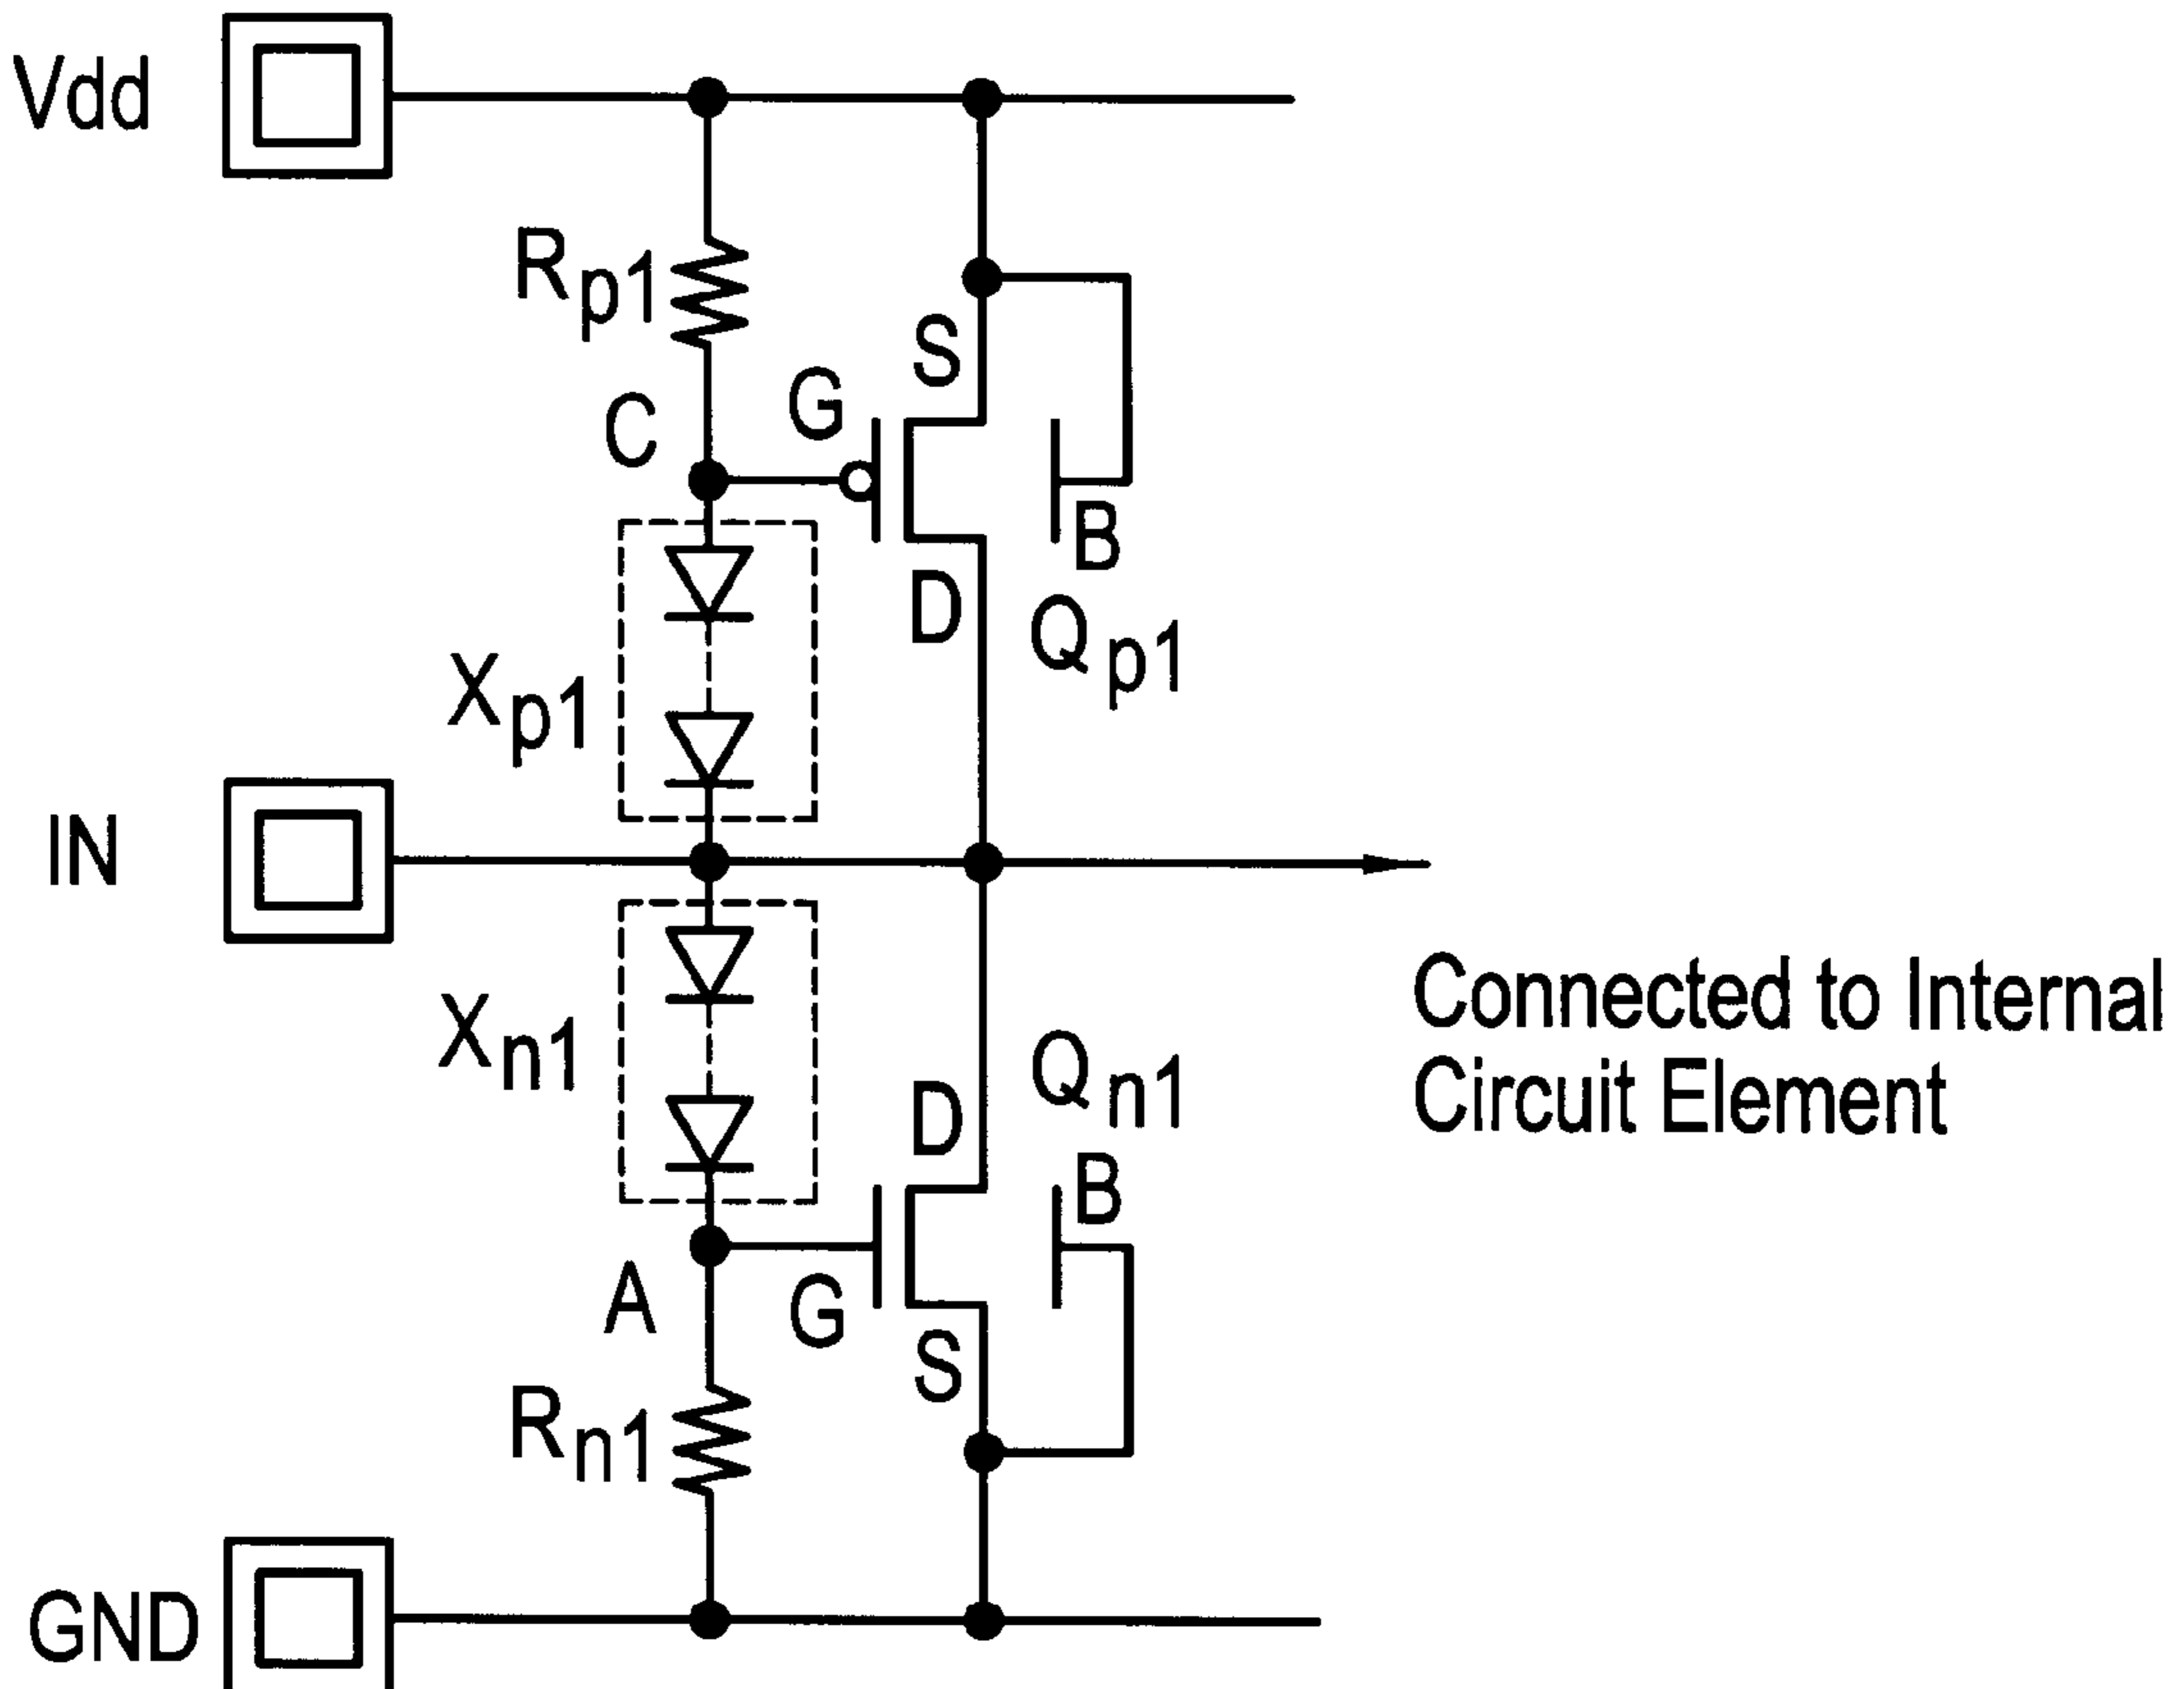 Vdd
Rp1
S
G
C
B
D
Qp1
Xp1
IN
Connected to Internal
Circuit Element
Xn1
Qn1
D
B
A
G
S
Rn1
GND